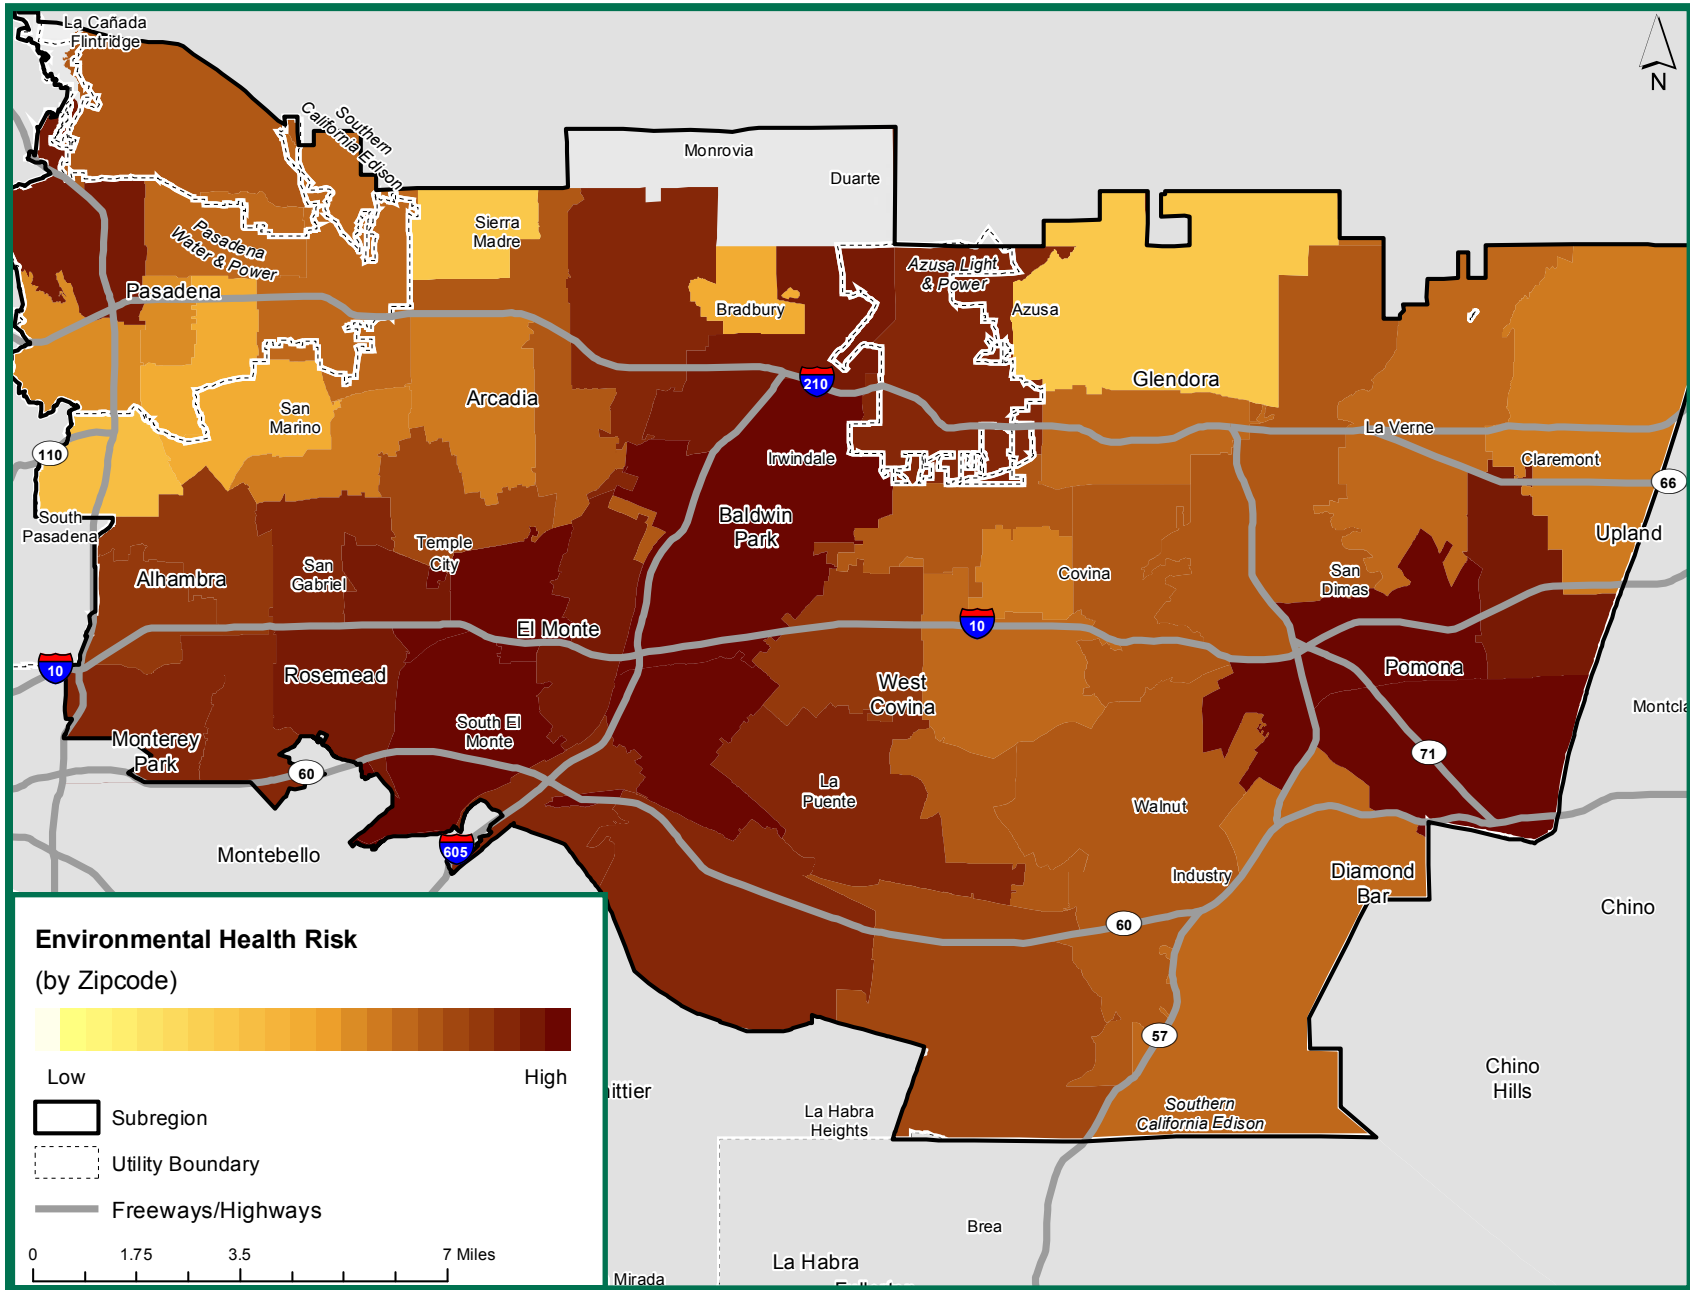 La Cañada
Flintridge
N
Southern
California Edison
Monrovia
Duarte
Sierra
Madre
Pasadena
Water & Power
Azusa Light
& Power
Pasadena
Bradbury
Azusa
210
Glendora
Arcadia
San
Marino
La Verne
110
Irwindale
Claremont
66
South
Pasadena
Baldwin
Park
Upland
Temple
City
San
Gabriel
Alhambra
Covina
San
Dimas
El Monte
10
10
Rosemead
Pomona
West
Covina
Montcla
South El
Monte
Monterey
Park
71
60
La
Puente
Walnut
Montebello
605
Industry
Diamond
Bar
Chino
60
57
Chino
Hills
ittier
La Habra
Heights
Southern
California Edison
Brea
La Habra
Mirada
Environmental Health Risk
(by Zipcode)
Low High
Subregion
Utility Boundary
Freeways/Highways
0 1.75 3.5 7 Miles